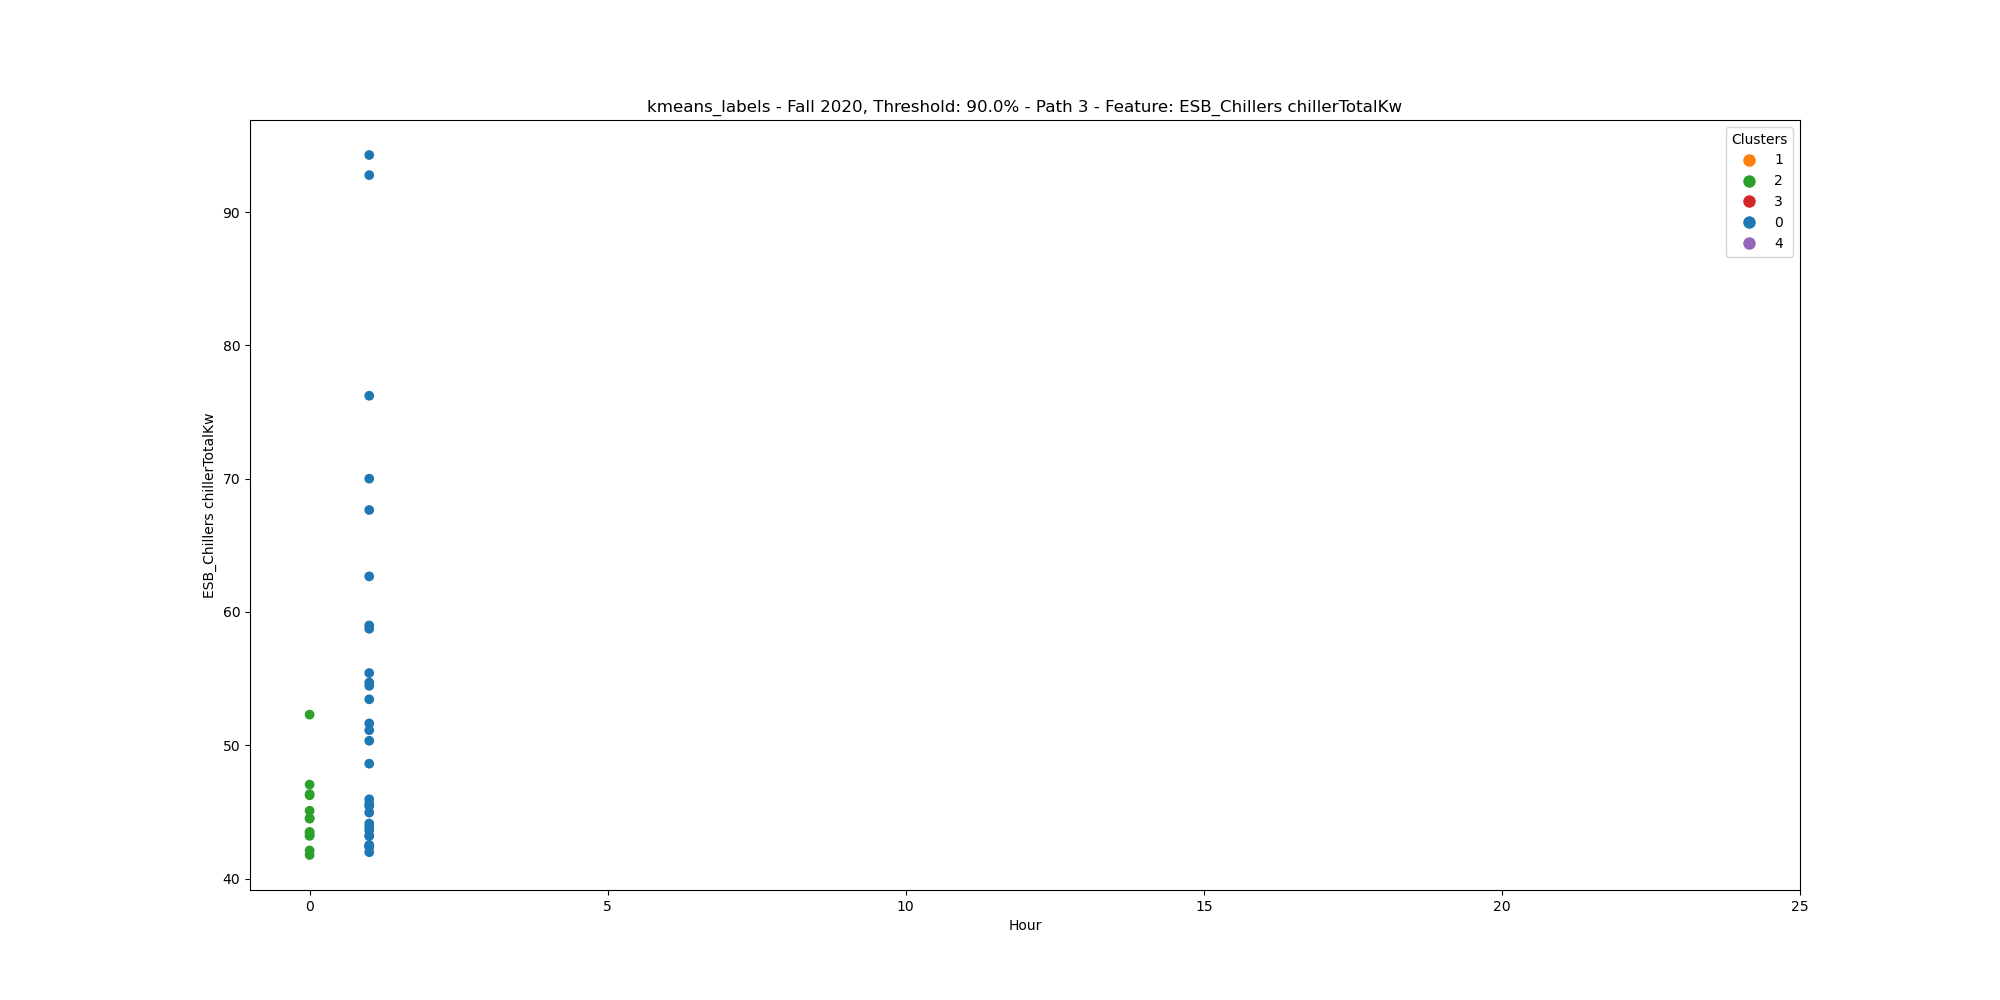 kmeans_labels - Fall 2020, Threshold: 90.0% - Path 3 - Feature: ESB_Chillers chillerTotalKw
Clusters
1
2
3
0
4
ESB_Chillers chillerTotalKw
90
80
70
60
50
40
0 5 10 15 20 25
Hour